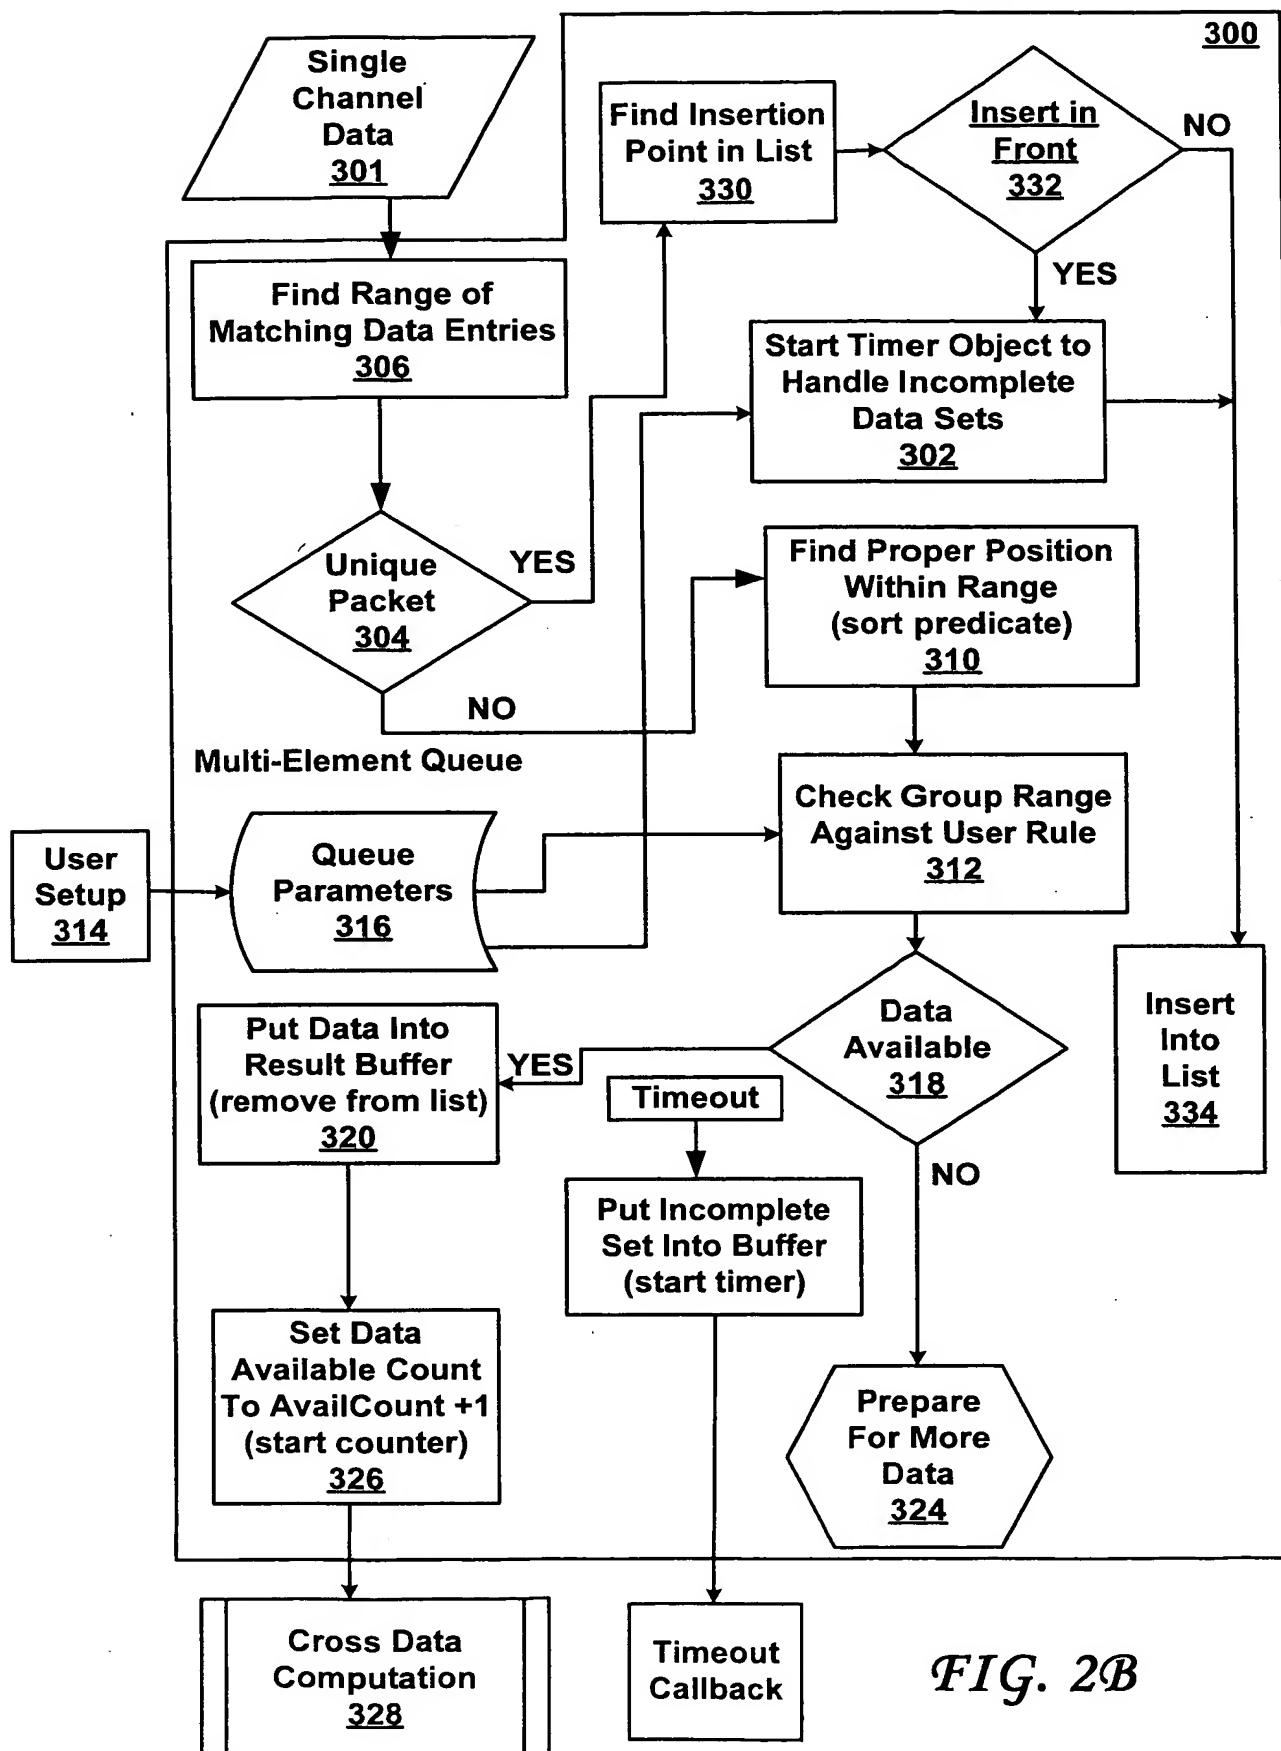 300
Single
Channel
Data
301
Find Insertion
Point in List
330
Insert in
Front
332
NO
YES
Find Range of
Matching Data Entries
306
Start Timer Object to
Handle Incomplete
Data Sets
302
Unique
Packet
304
YES
NO
Find Proper Position
Within Range
(sort predicate)
310
Multi-Element Queue
Check Group Range
Against User Rule
312
User
Setup
314
Queue
Parameters
316
Data
Available
318
YES
NO
Insert
Into
List
334
Put Data Into
Result Buffer
(remove from list)
320
Timeout
Put Incomplete
Set Into Buffer
(start timer)
Set Data
Available Count
To AvailCount +1
(start counter)
326
Prepare
For More
Data
324
Cross Data
Computation
328
Timeout
Callback
FIG. 2B